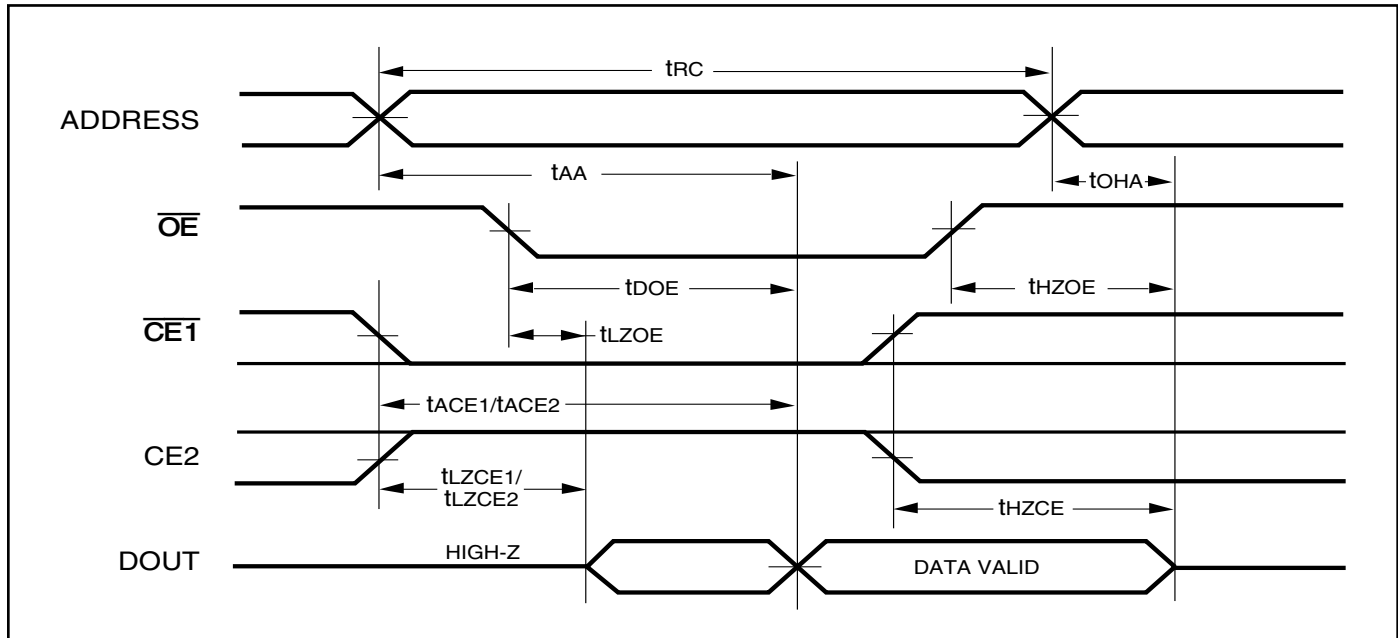 tRC
ADDRESS
tAA
tOHA
OE
tDOE
tHZOE
CE1
tLZOE
tACE1/tACE2
CE2
tLZCE1/
tLZCE2
tHZCE
DOUT
HIGH-Z
DATA VALID